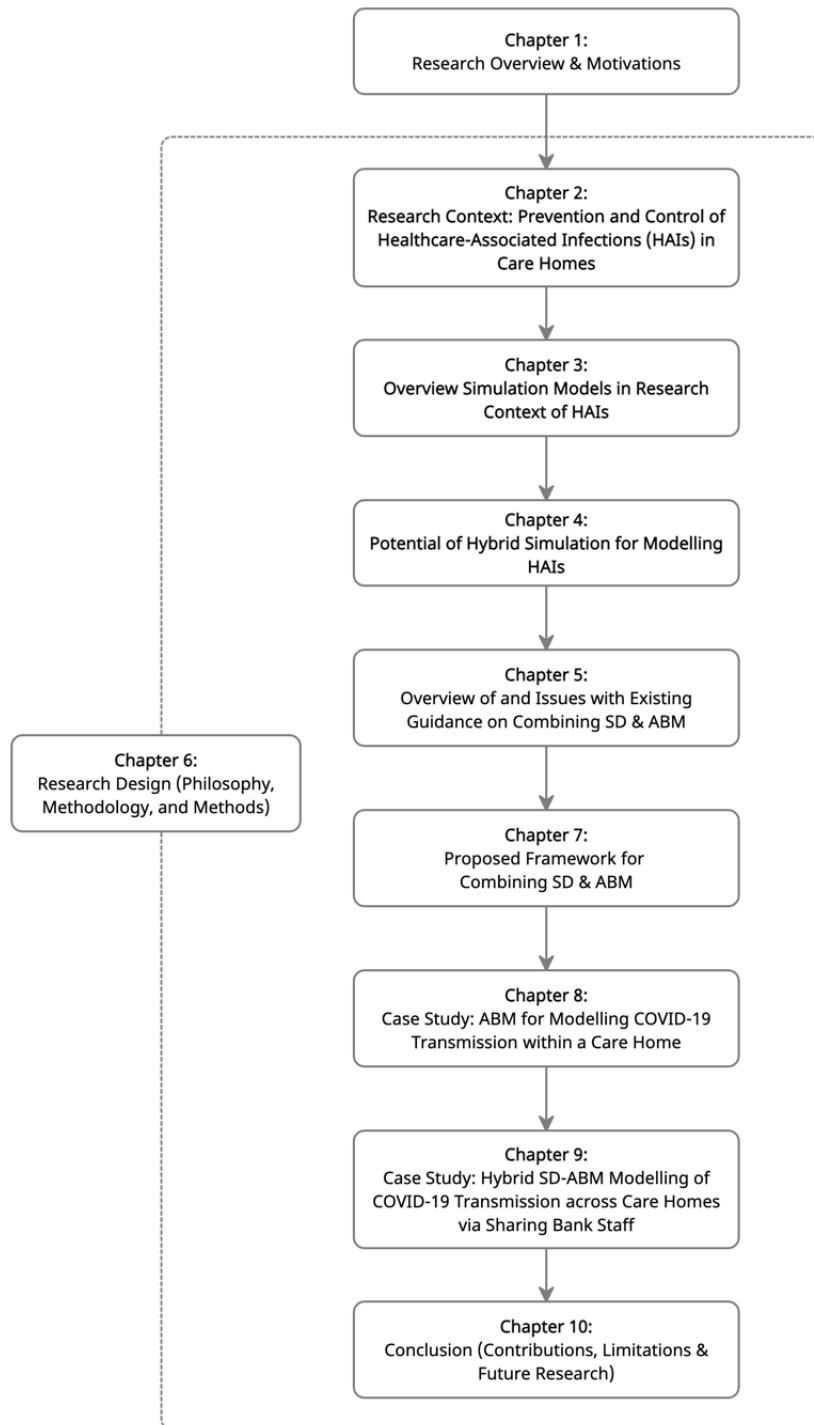 Chapter 1:
Research Overview & Motivations
Chapter 2:
Research Context: Prevention and Control of
Healthcare-Associated Infections (HAIs) in
Care Homes
Chapter 3:
Overview Simulation Models in Research
Context of HAIs
Chapter 4:
Potential of Hybrid Simulation for Modelling
HAIs
Chapter 5:
Overview of and Issues with Existing
Guidance on Combining SD & ABM
Chapter 6:
Research Design (Philosophy,
Methodology, and Methods)
Chapter 7:
Proposed Framework for
Combining SD & ABM
Chapter 8:
Case Study: ABM for Modelling COVID-19
Transmission within a Care Home
Chapter 9:
Case Study: Hybrid SD-ABM Modelling of
COVID-19 Transmission across Care Homes
via Sharing Bank Staff
Chapter 10:
Conclusion (Contributions, Limitations &
Future Research)